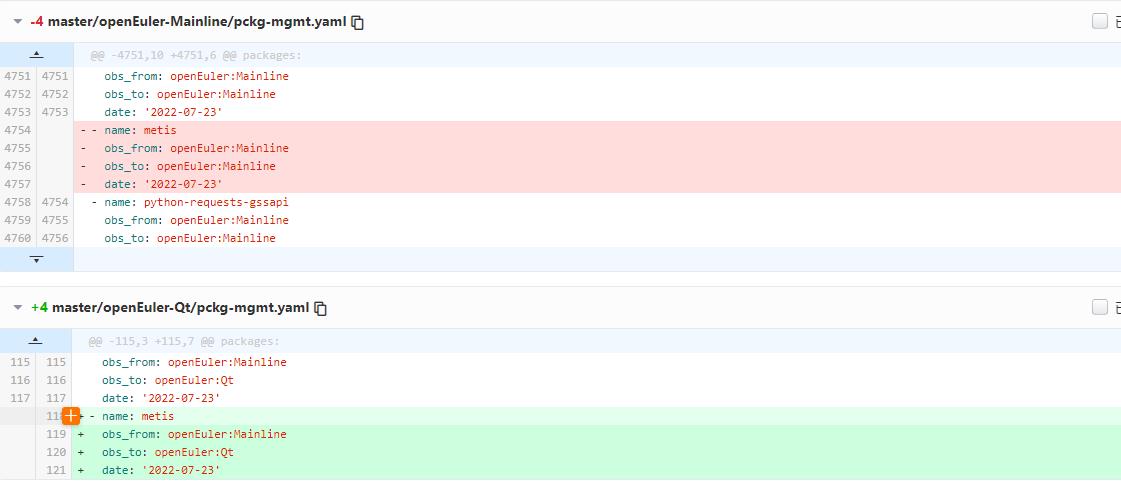 -4 master/openEuler-Mainline/pckg-mgmt.yaml
@@ -4751,10 +4751,6 @@ packages:
4751 4751 obs_from: openEuler:Mainline
4752 4752 obs_to: openEuler:Mainline
4753 4753 date: '2022-07-23'
4754 - - name: metis
4755 - obs_from: openEuler:Mainline
4756 - obs_to: openEuler:Mainline
4757 - date: '2022-07-23'
4758 4754 - name: python-requests-gssapi
4759 4755 obs_from: openEuler:Mainline
4760 4756 obs_to: openEuler:Mainline
+4 master/openEuler-Qt/pckg-mgmt.yaml
@@ -115,3 +115,7 @@ packages:
115 115 obs_from: openEuler:Mainline
116 116 obs_to: openEuler:Qt
117 117 date: '2022-07-23'
+ - name: metis
119 + obs_from: openEuler:Mainline
120 + obs_to: openEuler:Qt
121 + date: '2022-07-23'